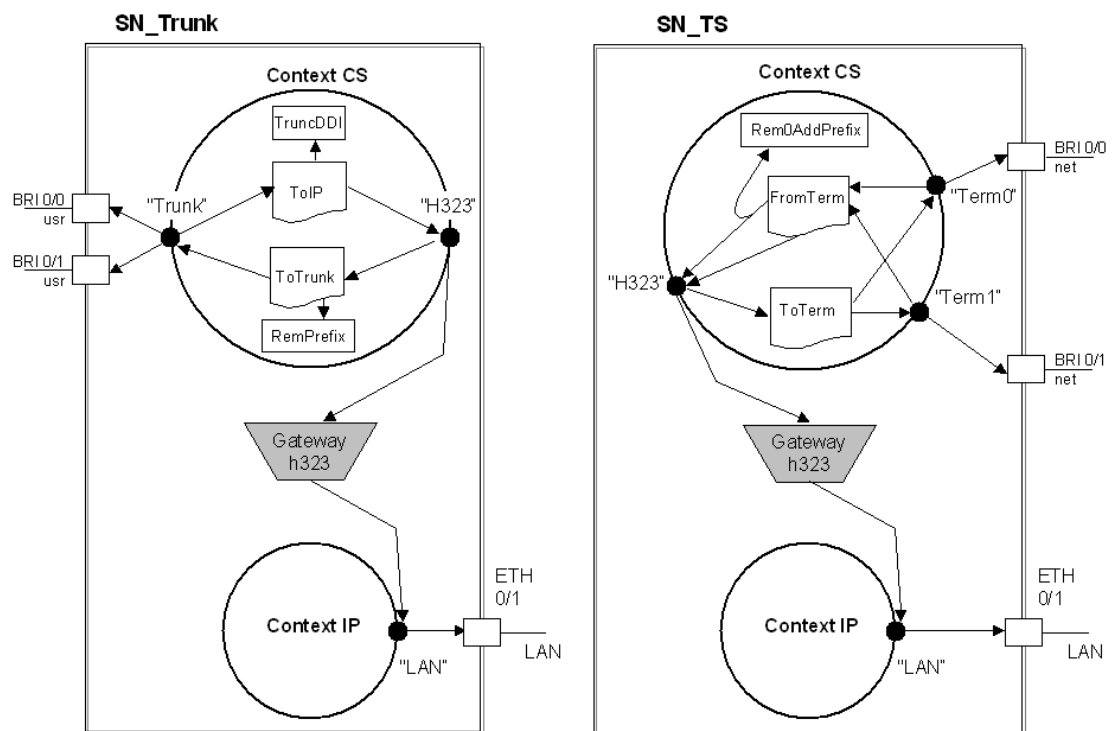 SN_Trunk
Context CS
TruncDDI
ToIP
BRI 0/0
usr
"Trunk"
"H323"
BRI 0/1
usr
ToTrunk
RemPrefix
Gateway
h323
Context IP
"LAN"
ETH
0/1
LAN
SN_TS
Context CS
Rem0AddPrefix
BRI 0/0
net
FromTerm
"Term0"
"H323"
"Term1"
ToTerm
BRI 0/1
net
Gateway
h323
Context IP
"LAN"
ETH
0/1
LAN